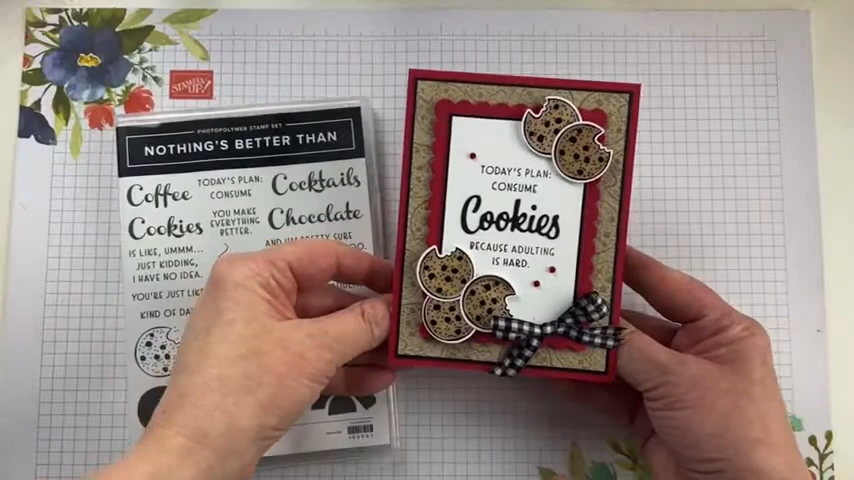 STAMPIN' UP!
PHOTOPOLYMER STAMP SET
NOTHING'S BETTER THAN
Coffee
TODAY'S PLAN:
CONSUME
Cocktails
Cookies
YOU MAKE
EVERYTHING
BETTER.
Chocolate
IS LIKE, UMMM...
JUST KIDDING,
I HAVE NO IDEA.
AND I'M PRETTY SURE
YOU'RE JUST
KIND OF DA
TODAY'S PLAN:
CONSUME
Cookies
BECAUSE ADULTING
IS HARD.